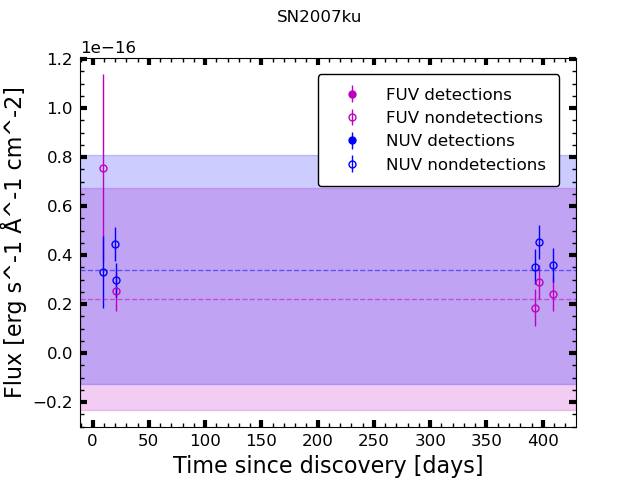 SN2007ku
1e−16
1.2
1.0
0.8
0.6
0.4
0.2
0.0
−0.2
Flux [erg s^-1 Å^-1 cm^-2]
FUV detections
FUV nondetections
NUV detections
NUV nondetections
0 50 100 150 200 250 300 350 400
Time since discovery [days]